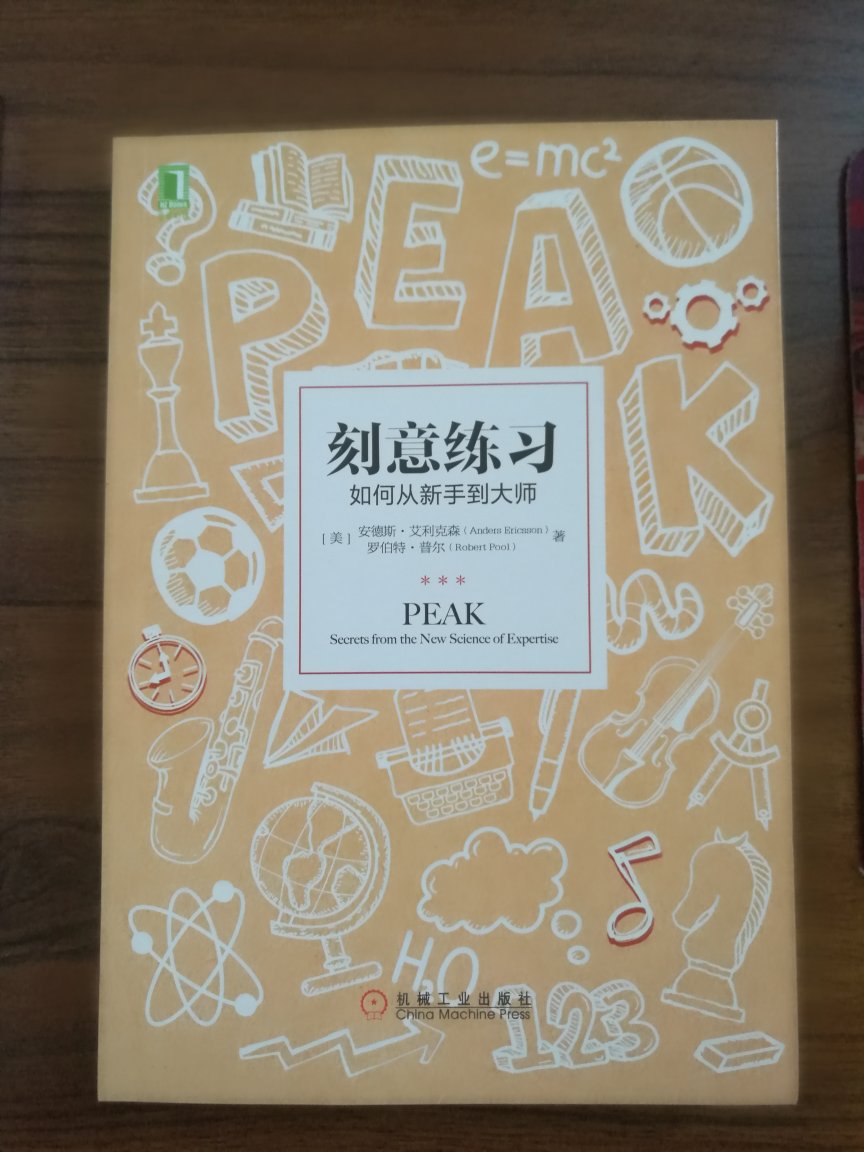 HZ BOOKS
e=mc²
PEAK
刻意练习
如何从新手到大师
[美] 安德斯·艾利克森（Anders Ericsson） 著
罗伯特·普尔（Robert Pool）
***
PEAK
Secrets from the New Science of Expertise
H₂O
机械工业出版社
China Machine Press
123